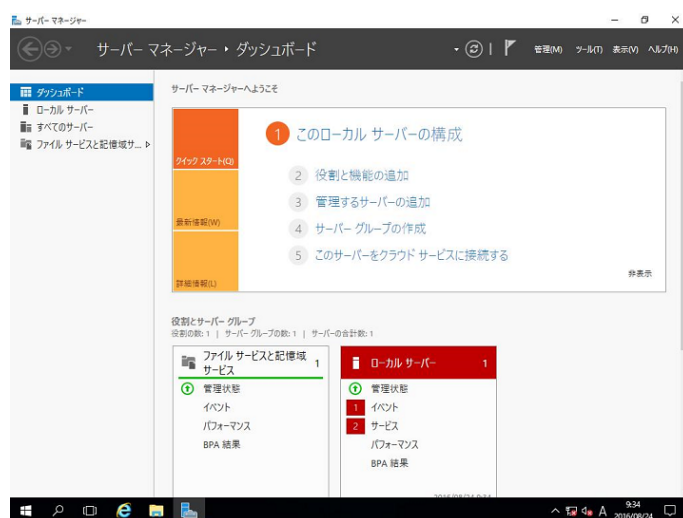 サーバー マネージャー
サーバー マネージャー • ダッシュボード
管理(M) ツール(T) 表示(V) ヘルプ(H)
ダッシュボード
ローカル サーバー
すべてのサーバー
ファイル サービスと記憶域サ...
サーバー マネージャーへようこそ
クイック スタート(Q)
最新情報(W)
詳細情報(L)
1 このローカル サーバーの構成
2 役割と機能の追加
3 管理するサーバーの追加
4 サーバー グループの作成
5 このサーバーをクラウド サービスに接続する
非表示
役割とサーバー グループ
役割の数: 1 | サーバー グループの数: 1 | サーバーの合計数: 1
ファイル サービスと記憶域
サービス
1
管理状態
イベント
パフォーマンス
BPA 結果
ローカル サーバー 1
管理状態
1 イベント
2 サービス
パフォーマンス
BPA 結果
2016/08/24 9:34
A
9:34
2016/08/24